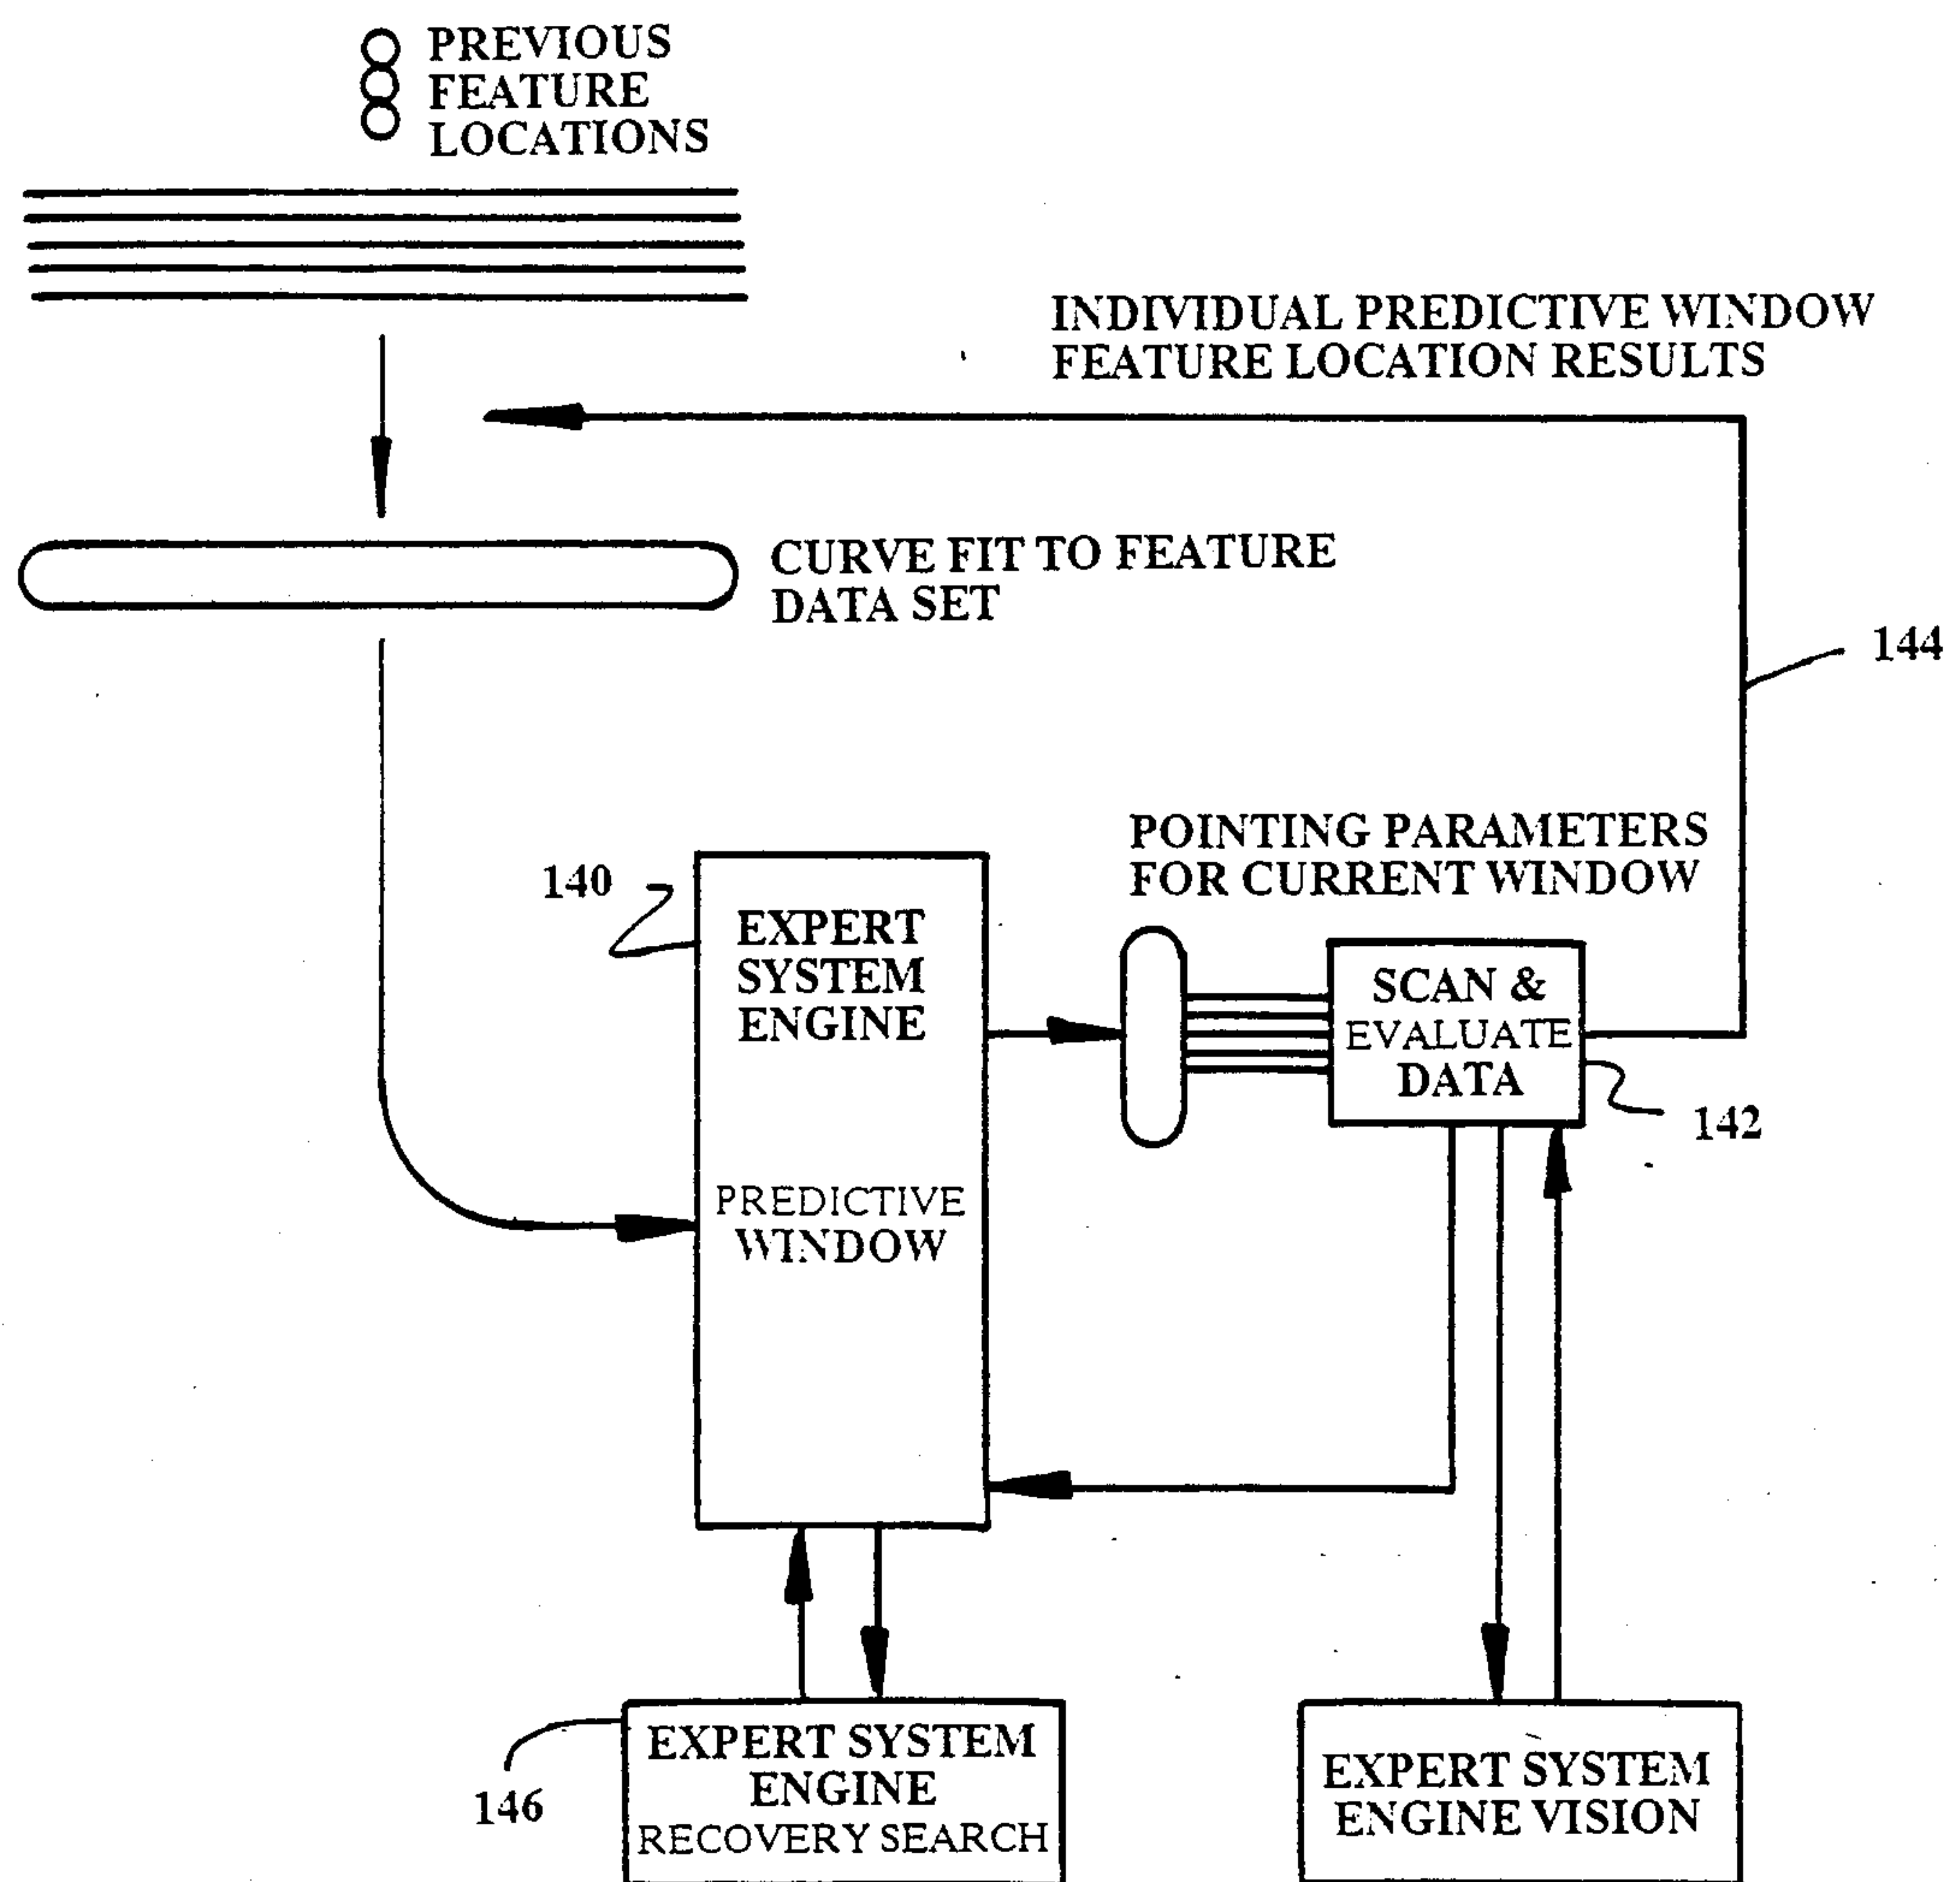 PREVIOUS
FEATURE
LOCATIONS
INDIVIDUAL PREDICTIVE WINDOW
FEATURE LOCATION RESULTS
CURVE FIT TO FEATURE
DATA SET
144
POINTING PARAMETERS
FOR CURRENT WINDOW
140
EXPERT
SYSTEM
ENGINE
PREDICTIVE
WINDOW
SCAN &
EVALUATE
DATA
142
EXPERT SYSTEM
ENGINE
RECOVERY SEARCH
146
EXPERT SYSTEM
ENGINE VISION